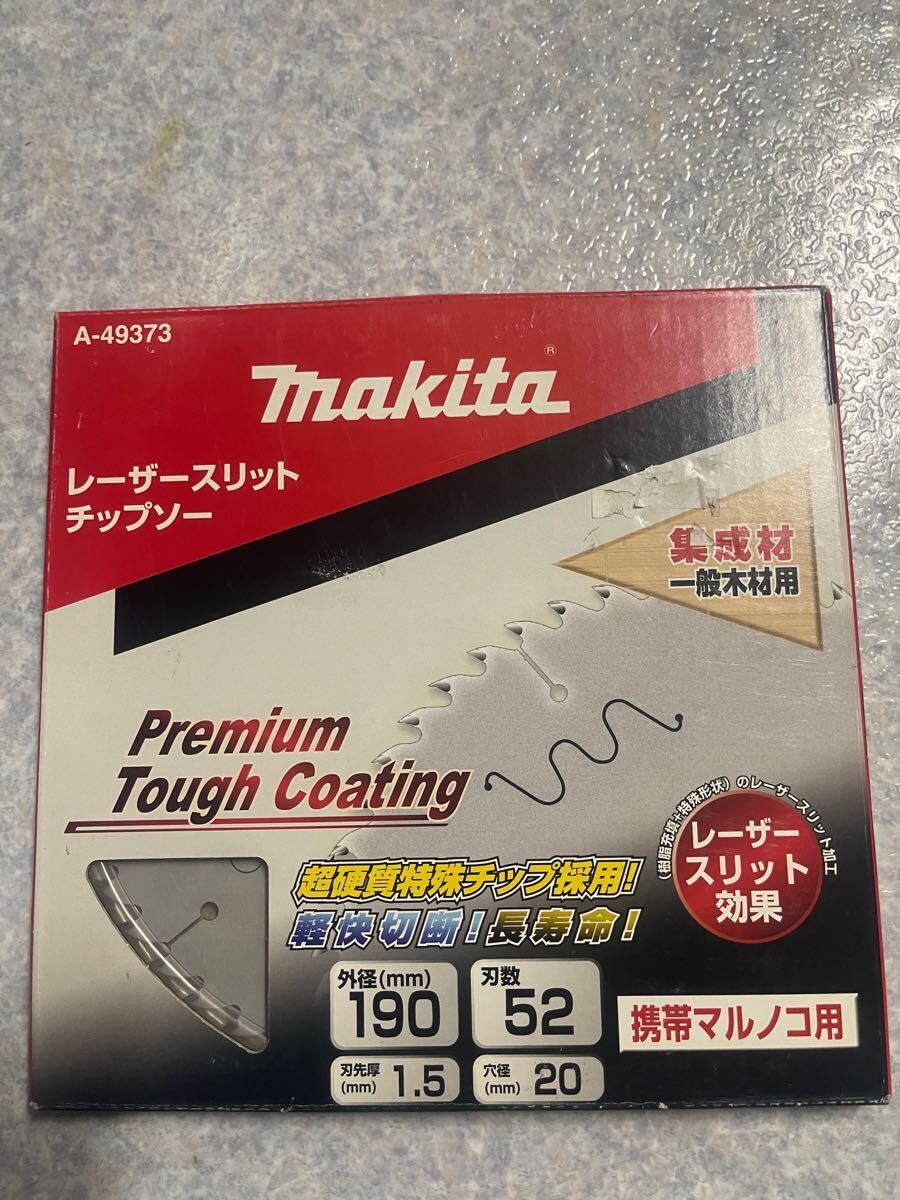 A-49373
makita®
レーザースリット
チップソー
集成材
一般木材用
Premium
Tough Coating
(樹脂充填+特殊形状)のレーザースリット加工
レーザー
スリット
効果
超硬質特殊チップ採用!
軽快切断!長寿命!
外径(mm)
190
刃数
52
刃先厚
(mm) 1.5
穴径
(mm) 20
携帯マルノコ用